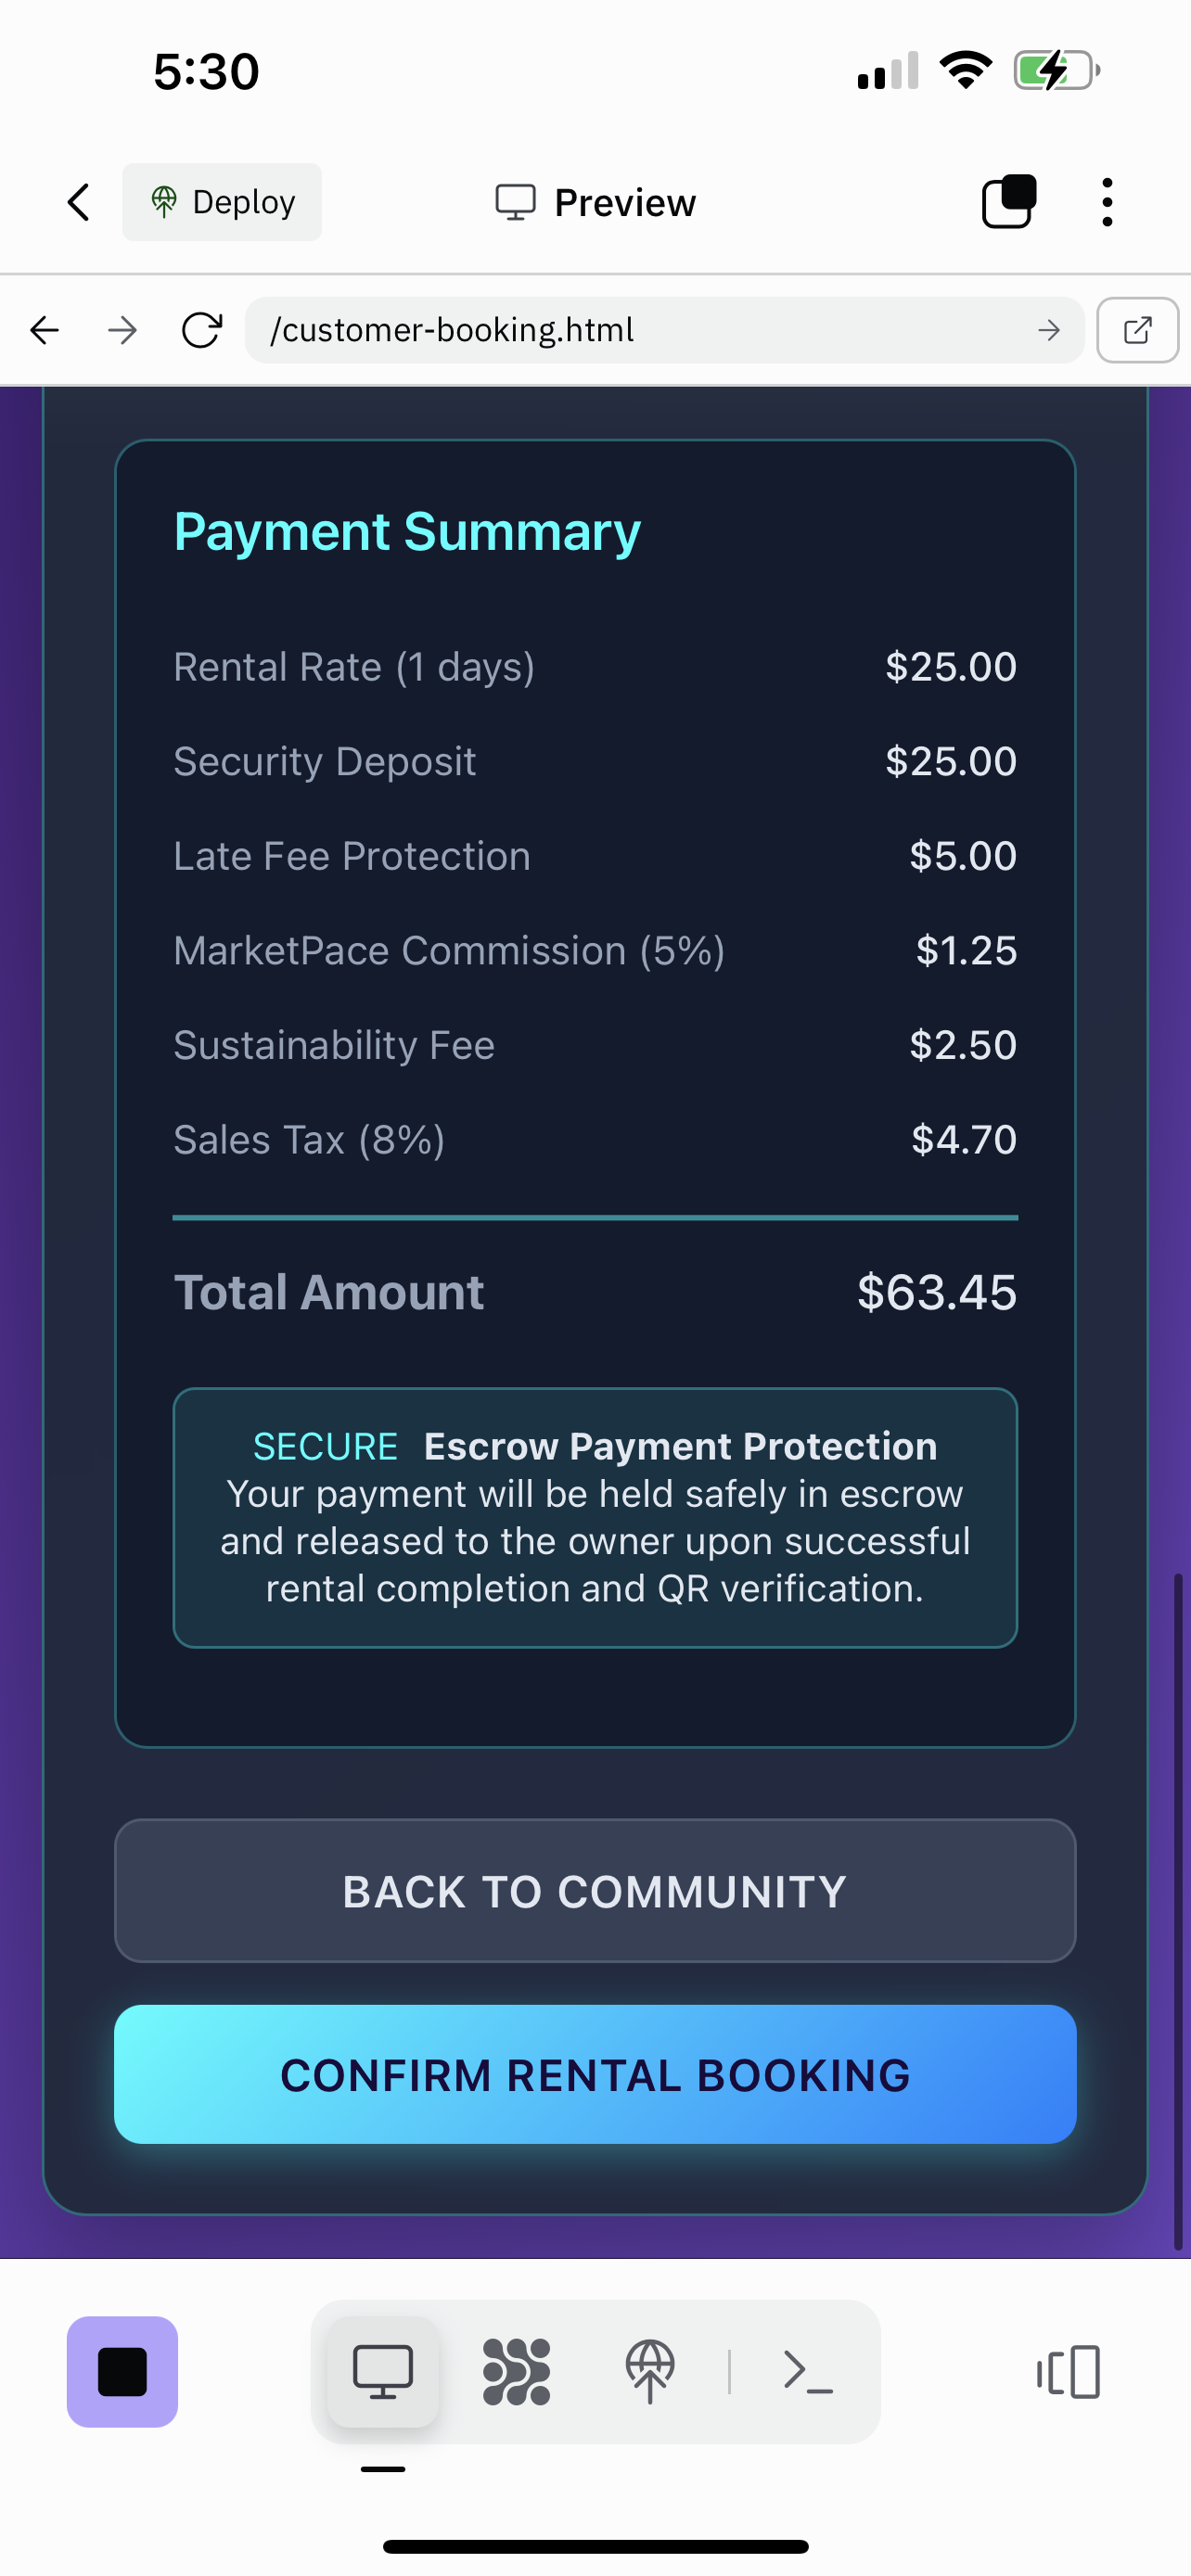 5:30
Deploy
Preview
/customer-booking.html
Payment Summary
Rental Rate (1 days) $25.00
Security Deposit $25.00
Late Fee Protection $5.00
MarketPace Commission (5%) $1.25
Sustainability Fee $2.50
Sales Tax (8%) $4.70
Total Amount $63.45
SECURE Escrow Payment Protection
Your payment will be held safely in escrow
and released to the owner upon successful
rental completion and QR verification.
BACK TO COMMUNITY
CONFIRM RENTAL BOOKING